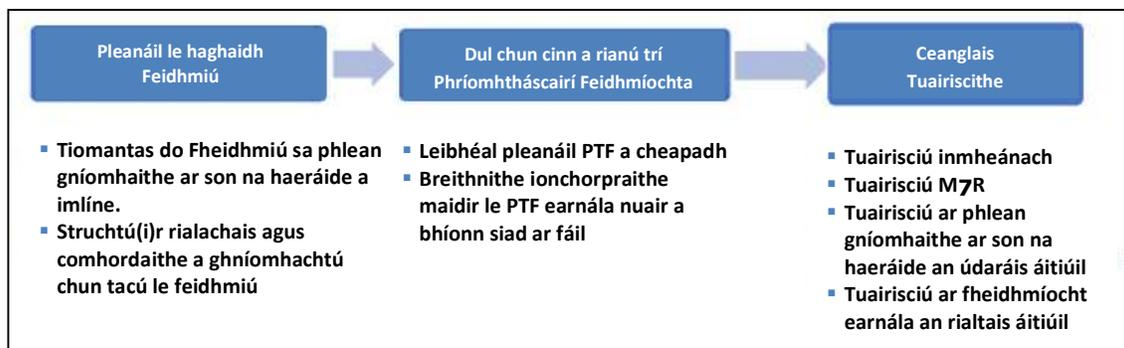 Pleanáil le haghaidh
Feidhmiú
Dul chun cinn a rianú trí
Phríomhtháscairí Feidhmíochta
Ceanglais
Tuairiscithe
▪ Tiomantas do Fheidhmiú sa phlean
gníomhaithe ar son na haeráide a
imlíne.
▪ Struchtú(i)r rialachais agus
comhordaithe a ghníomhachtú
chun tacú le feidhmiú
▪ Leibhéal pleanáil PTF a cheapadh
▪ Breithnithe ionchorpraithe
maidir le PTF earnála nuair a
bhíonn siad ar fáil
▪ Tuairisciú inmheánach
▪ Tuairisciú M7R
▪ Tuairisciú ar phlean
gníomhaithe ar son na
haeráide an údaráis áitiúil
▪ Tuairisciú ar fheidhmíocht
earnála an rialtais áitiúil